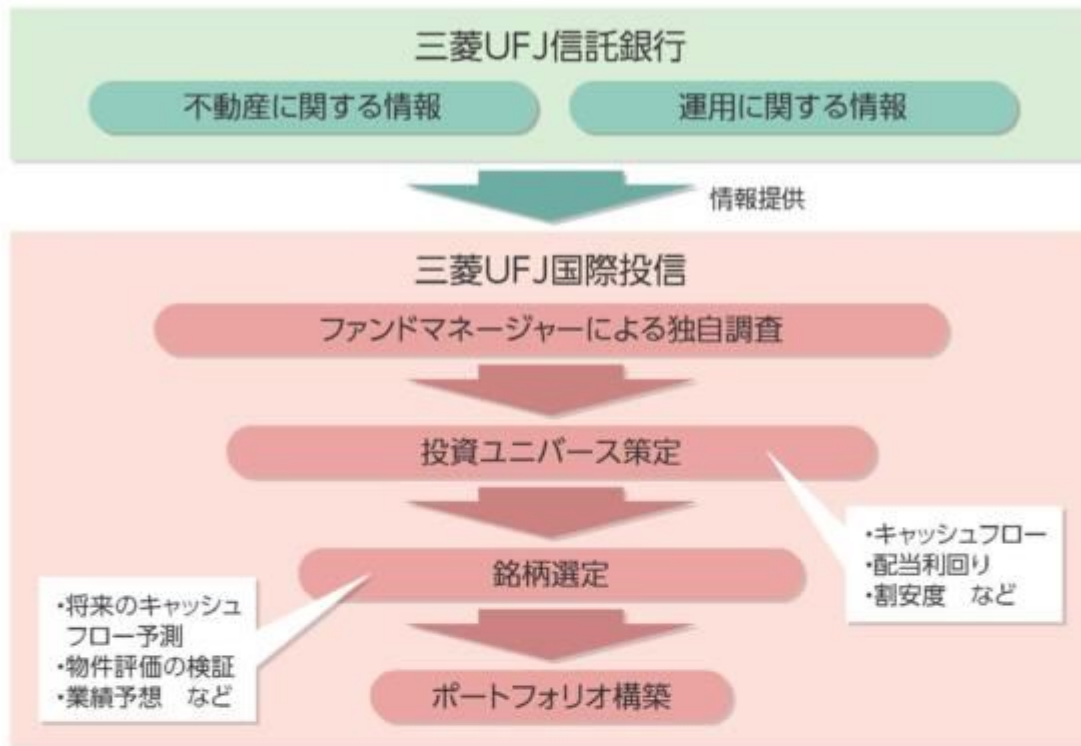 三菱UFJ信託銀行
不動産に関する情報
運用に関する情報
情報提供
三菱UFJ国際投信
ファンドマネージャーによる独自調査
投資ユニバース策定
・キャッシュフロー
・配当利回り
・割安度　など
銘柄選定
・将来のキャッシュ
フロー予測
・物件評価の検証
・業績予想　など
ポートフォリオ構築